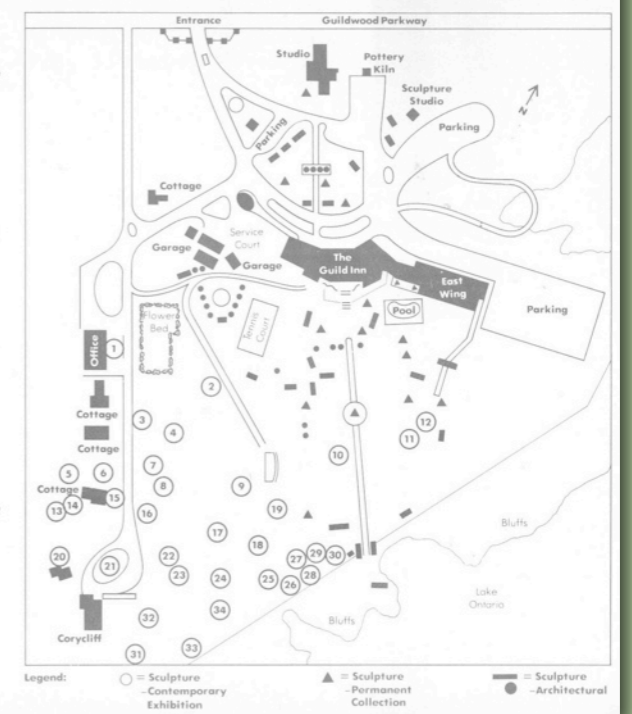 Entrance
Guildwood Parkway
Studio
Pottery
Kiln
Sculpture
Studio
N
Parking
Parking
Cottage
Service
Court
Garage
Garage
The
Guild Inn
East
Wing
Pool
Parking
Flower
Bed
Tennis
Court
Office
1
2
Cottage
3
4
Cottage
12
11
10
5
6
7
Cottage
8
9
13
14
15
16
19
17
18
Bluffs
20
21
22
23
24
25
26
27
28
29
30
Lake
Ontario
34
32
Bluffs
Corycliff
31
33
Legend:
= Sculpture
-Contemporary
Exhibition
= Sculpture
-Permanent
Collection
= Sculpture
-Architectural